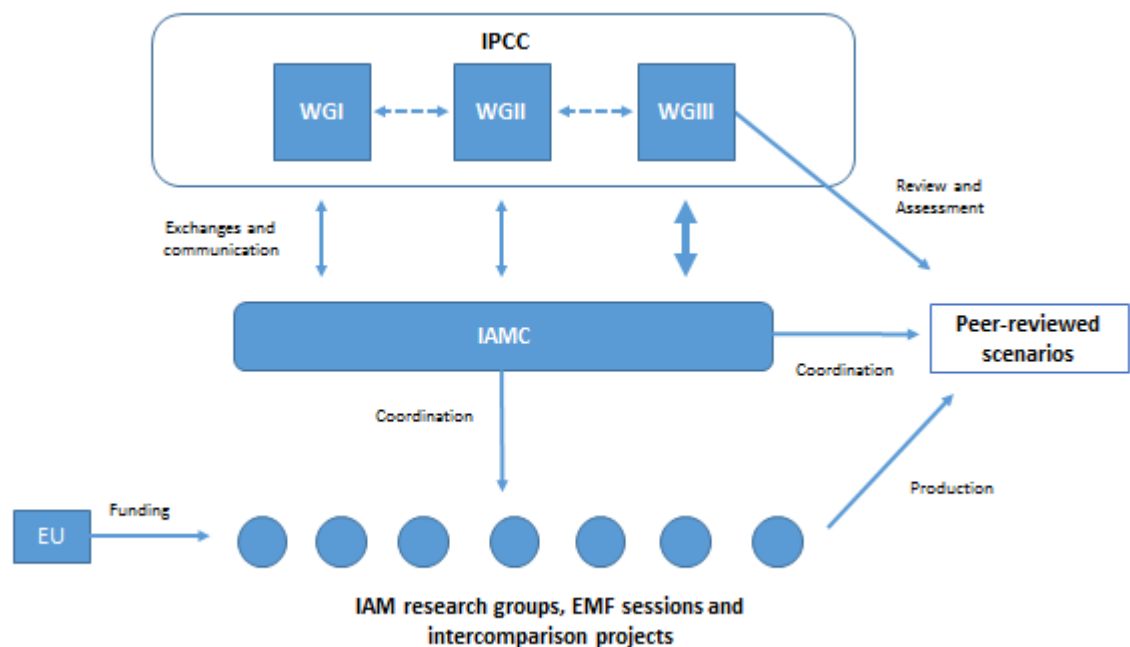 IPCC
WGI
WGII
WGIII
Review and
Assessment
Exchanges and
communication
IAMC
Peer-reviewed
scenarios
Coordination
Coordination
Production
Funding
EU
IAM research groups, EMF sessions and
intercomparison projects